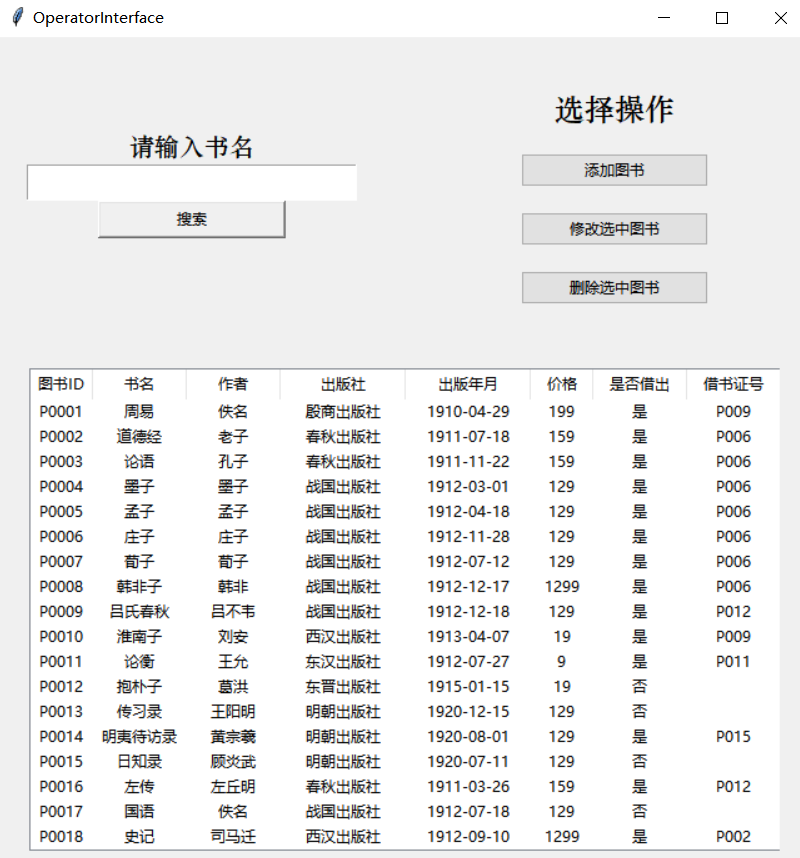 OperatorInterface
选择操作
请输入书名
添加图书
搜索
修改选中图书
删除选中图书
图书ID 书名 作者 出版社 出版年月 价格 是否借出 借书证号
P0001 周易 佚名 殷商出版社 1910-04-29 199 是 P009
P0002 道德经 老子 春秋出版社 1911-07-18 159 是 P006
P0003 论语 孔子 春秋出版社 1911-11-22 159 是 P006
P0004 墨子 墨子 战国出版社 1912-03-01 129 是 P006
P0005 孟子 孟子 战国出版社 1912-04-18 129 是 P006
P0006 庄子 庄子 战国出版社 1912-11-28 129 是 P006
P0007 荀子 荀子 战国出版社 1912-07-12 129 是 P006
P0008 韩非子 韩非 战国出版社 1912-12-17 1299 是 P006
P0009 吕氏春秋 吕不韦 战国出版社 1912-12-18 129 是 P012
P0010 淮南子 刘安 西汉出版社 1913-04-07 19 是 P009
P0011 论衡 王允 东汉出版社 1912-07-27 9 是 P011
P0012 抱朴子 葛洪 东晋出版社 1915-01-15 19 否
P0013 传习录 王阳明 明朝出版社 1920-12-15 129 否
P0014 明夷待访录 黄宗羲 明朝出版社 1920-08-01 129 是 P015
P0015 日知录 顾炎武 明朝出版社 1920-07-11 129 否
P0016 左传 左丘明 春秋出版社 1911-03-26 159 是 P012
P0017 国语 佚名 战国出版社 1912-07-18 129 否
P0018 史记 司马迁 西汉出版社 1912-09-10 1299 是 P002